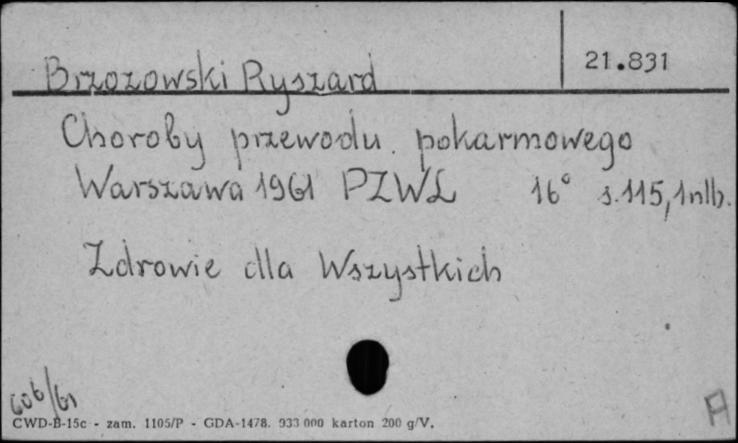 21.831
Brzozowski Ryszard
Choroby przewodu pokarmowego
Warszawa 1961 PZWL 16° s.115,1nlb.
Zdrowie dla Wszystkich
606/61
CWD-B-15c - zam. 1105/P - GDA-1478. 933 000 karton 200 g/V.
A